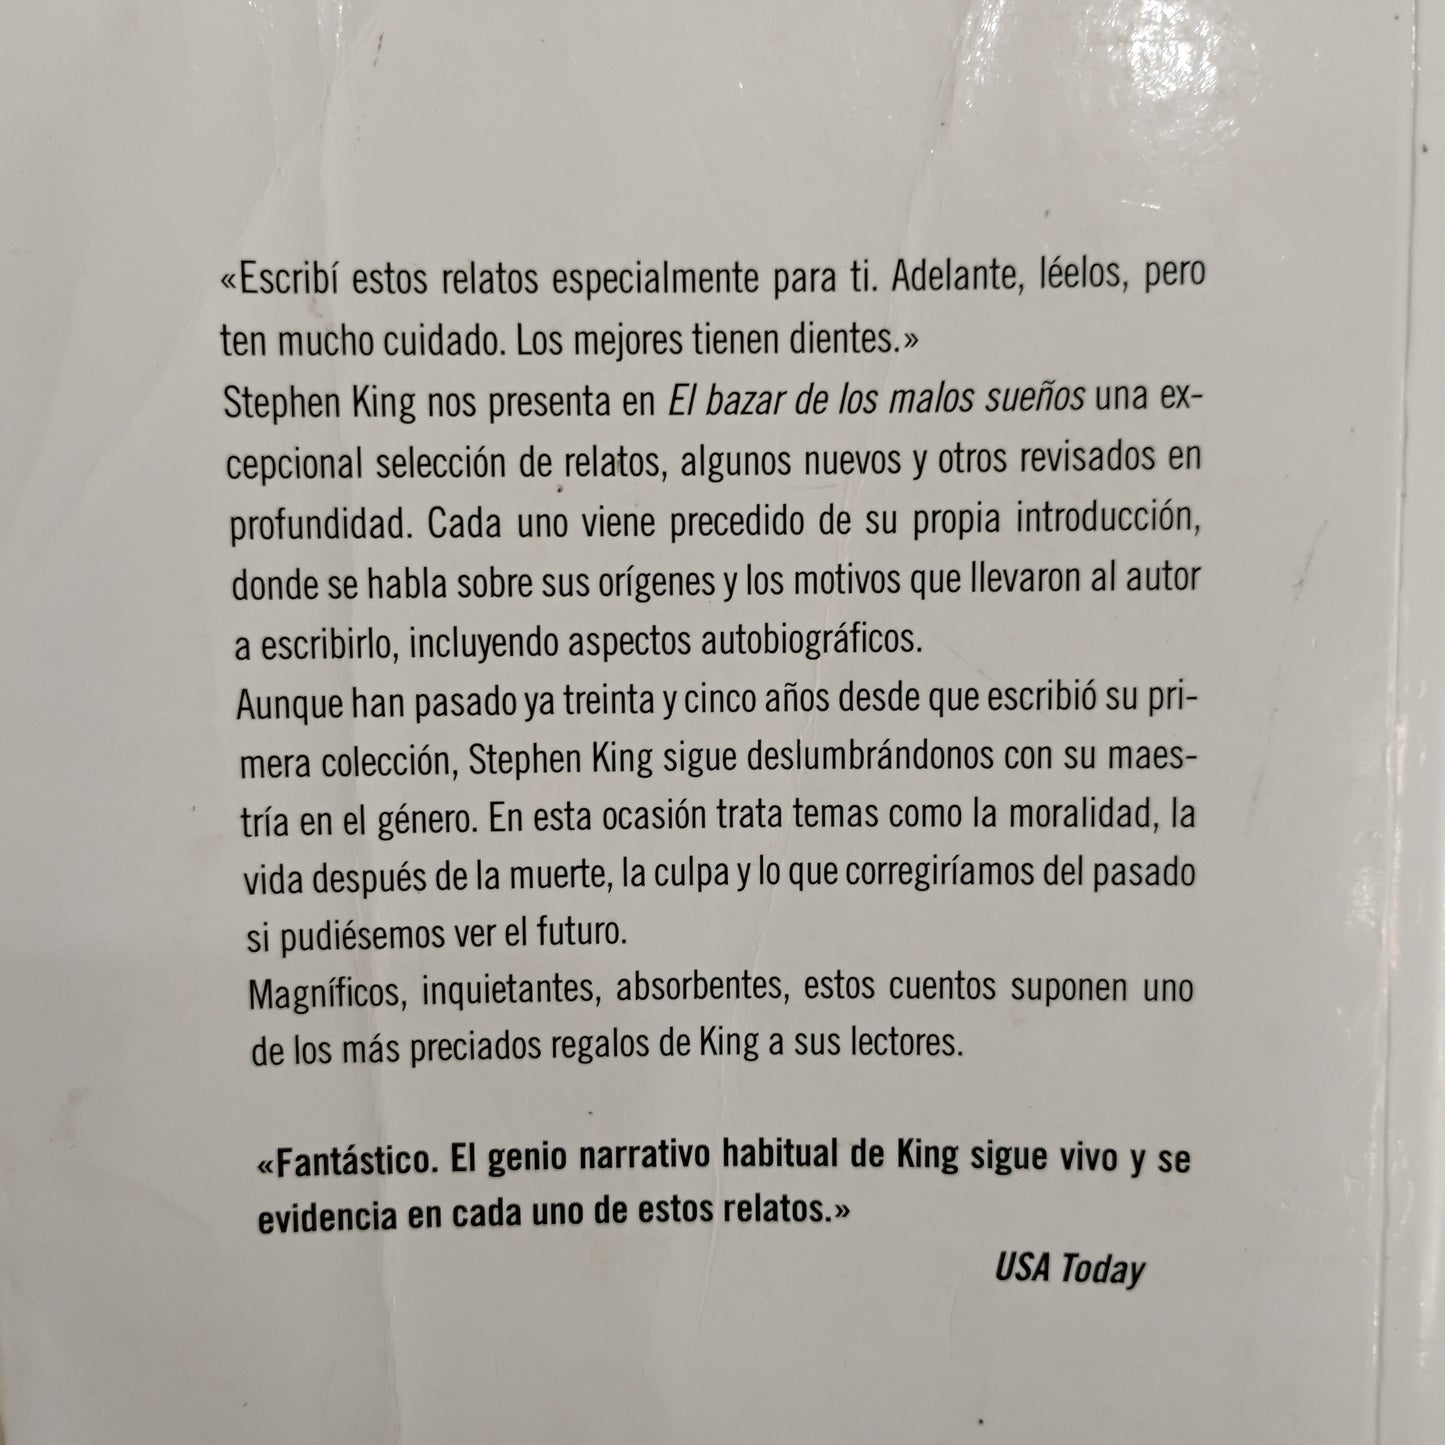 «Escribí estos relatos especialmente para ti. Adelante, léelos, pero
ten mucho cuidado. Los mejores tienen dientes.»
Stephen King nos presenta en El bazar de los malos sueños una ex-
cepcional selección de relatos, algunos nuevos y otros revisados en
profundidad. Cada uno viene precedido de su propia introducción,
donde se habla sobre sus orígenes y los motivos que llevaron al autor
a escribirlo, incluyendo aspectos autobiográficos.
Aunque han pasado ya treinta y cinco años desde que escribió su pri-
mera colección, Stephen King sigue deslumbrándonos con su maes-
tría en el género. En esta ocasión trata temas como la moralidad, la
vida después de la muerte, la culpa y lo que corregiríamos del pasado
si pudiésemos ver el futuro.
Magníficos, inquietantes, absorbentes, estos cuentos suponen uno
de los más preciados regalos de King a sus lectores.
«Fantástico. El genio narrativo habitual de King sigue vivo y se
evidencia en cada uno de estos relatos.»
USA Today